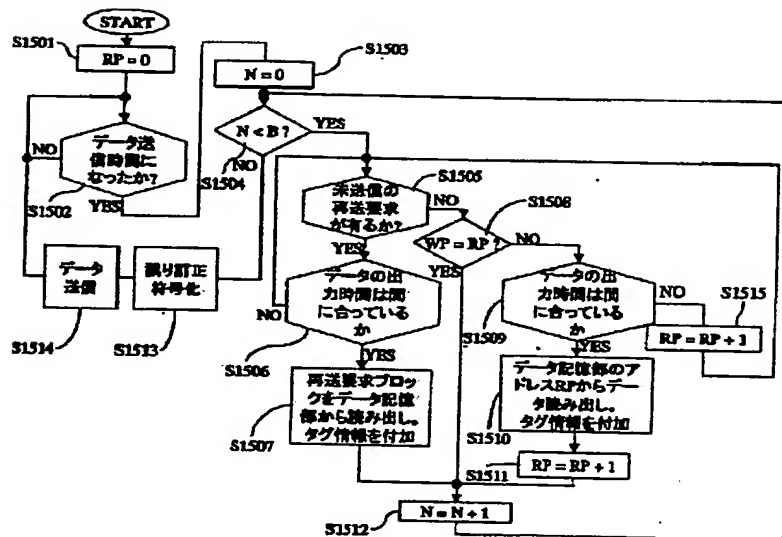 START
S1501
RP = 0
S1503
N = 0
データ送
信時間に
なったか?
NO
YES
S1502
N < B ?
YES
NO
S1504
S1505
未送信の
再送要求
が有るか?
NO
YES
S1508
WP = RP ?
NO
YES
データ
送信
S1514
誤り訂正
符号化
S1513
データの出
力時間は間
に合っている
か
NO
YES
S1506
データの出
力時間は間
に合っている
か
NO
YES
S1509
S1515
RP = RP + 1
再送要求ブロッ
クをデータ記憶
部から読み出し。
タグ情報を付加
S1507
データ記憶部のア
ドレスRPからデー
タ読み出し。
タグ情報を付加
S1510
RP = RP + 1
S1511
N = N + 1
S1512